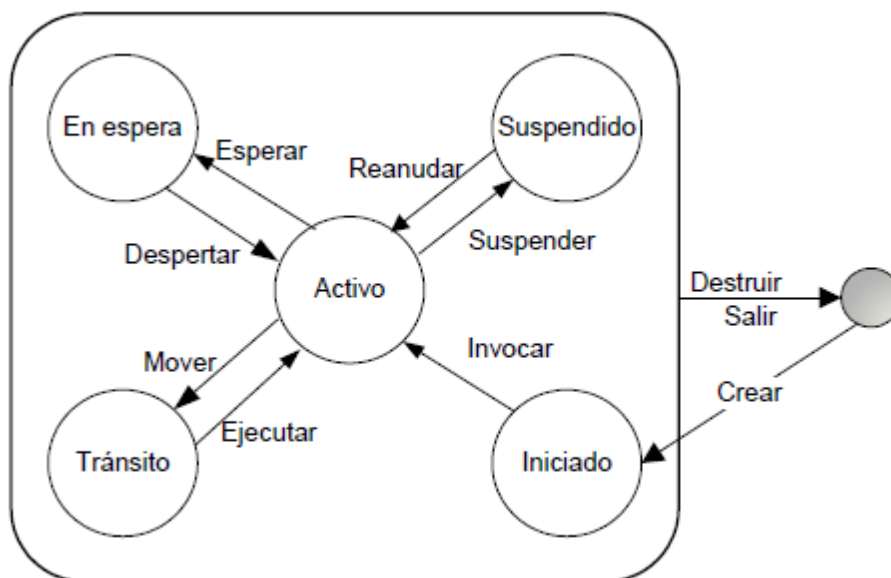 En espera
Suspendido
Esperar
Reanudar
Despertar
Suspender
Activo
Destruir
Salir
Mover
Invocar
Crear
Ejecutar
Tránsito
Iniciado